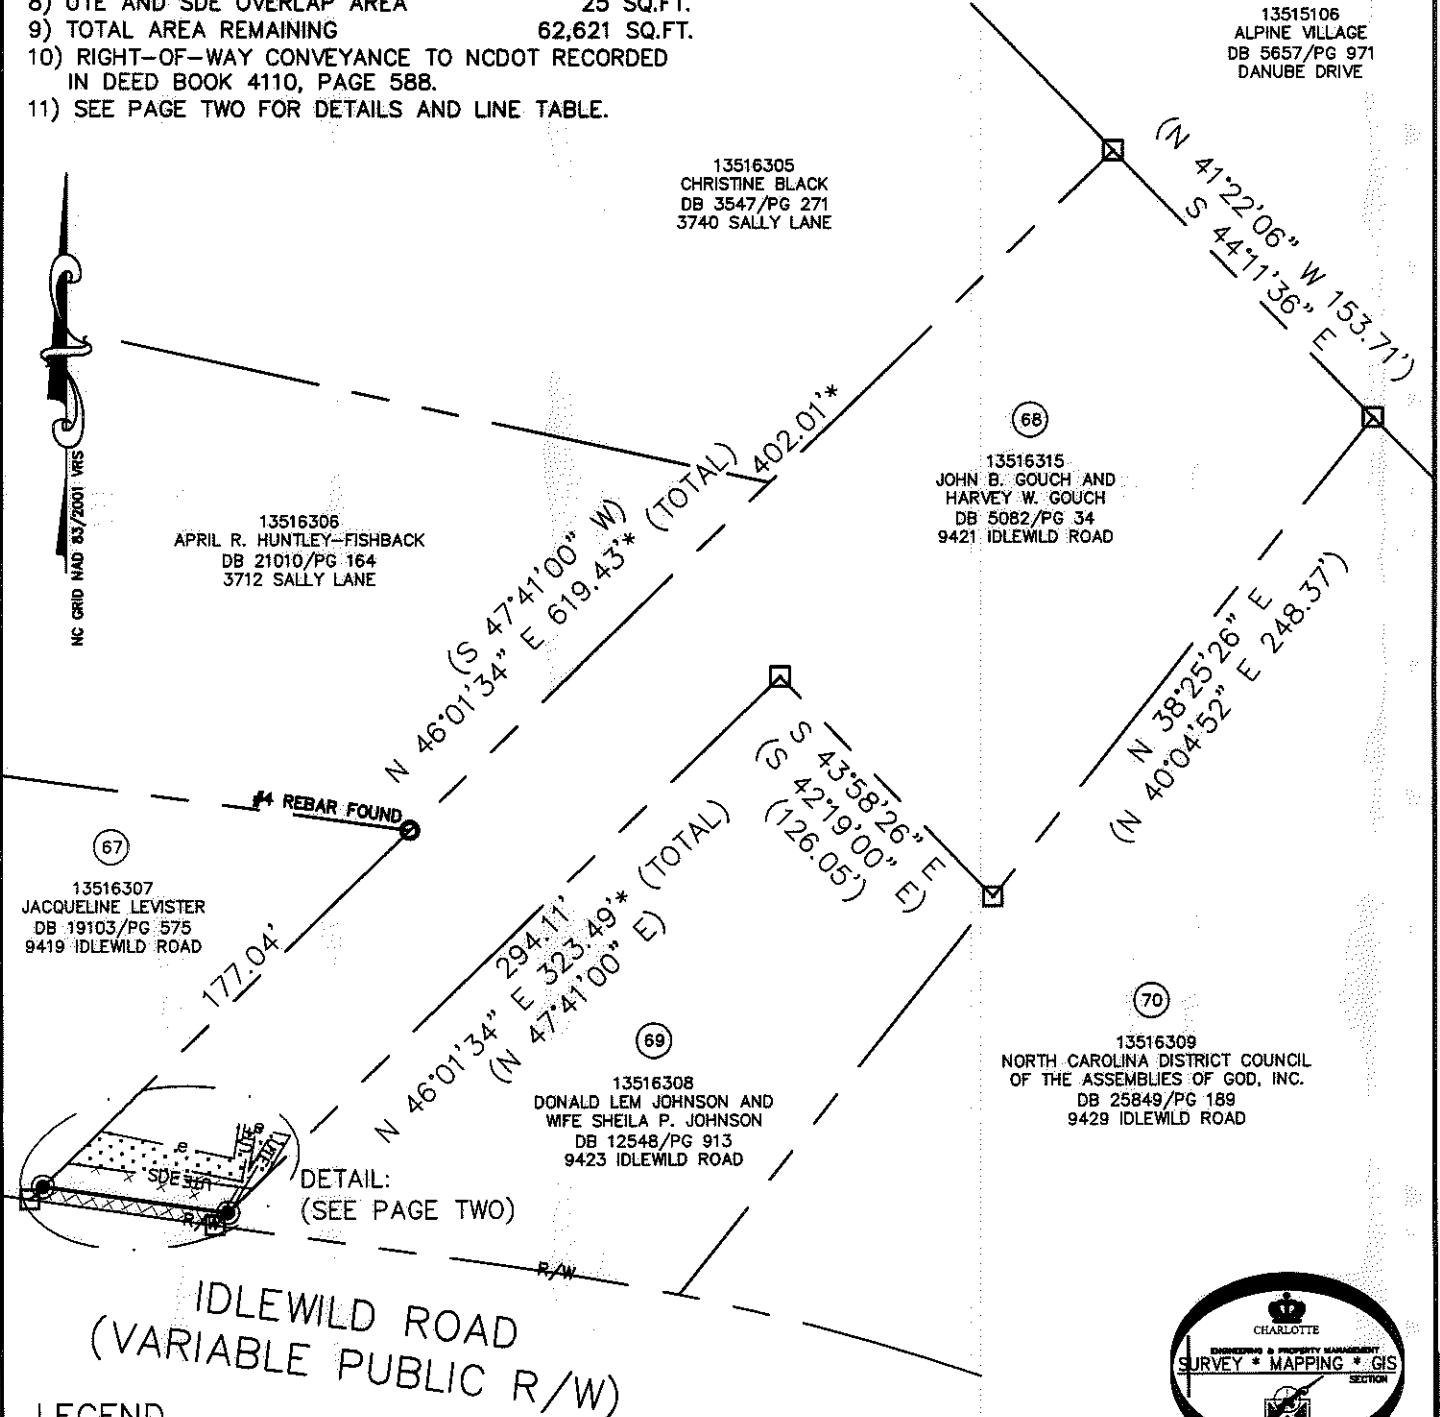 8) UTE AND SDE OVERLAP AREA 25 SQ.FT.
9) TOTAL AREA REMAINING 62,621 SQ.FT.
10) RIGHT-OF-WAY CONVEYANCE TO NCDOT RECORDED
IN DEED BOOK 4110, PAGE 588.
11) SEE PAGE TWO FOR DETAILS AND LINE TABLE.
13515106
ALPINE VILLAGE
DB 5657/PG 971
DANUBE DRIVE
13516305
CHRISTINE BLACK
DB 3547/PG 271
3740 SALLY LANE
(N 41°22'06" W 153.71')
S 44°11'36" E
NC GRID NAD 83/2001 VRS
402.01'*
(S 47°41'00" W)
N 46°01'34" E 619.43'* (TOTAL)
68
13516315
JOHN B. GOUCH AND
HARVEY W. GOUCH
DB 5082/PG 34
9421 IDLEWILD ROAD
13516306
APRIL R. HUNTLEY-FISHBACK
DB 21010/PG 164
3712 SALLY LANE
N 38°25'26" E
(N 40°04'52" E 248.37')
S 43°58'26" E
(S 42°19'00" E)
(126.05')
#4 REBAR FOUND
67
13516307
JACQUELINE LEVISTER
DB 19103/PG 575
9419 IDLEWILD ROAD
177.04'
294.11'
N 46°01'34" E 323.49'* (TOTAL)
(N 47°41'00" E)
69
13516308
DONALD LEM JOHNSON AND
WIFE SHEILA P. JOHNSON
DB 12548/PG 913
9423 IDLEWILD ROAD
70
13516309
NORTH CAROLINA DISTRICT COUNCIL
OF THE ASSEMBLIES OF GOD, INC.
DB 25849/PG 189
9429 IDLEWILD ROAD
UTE
UTE
SDE
UTE
DETAIL:
(SEE PAGE TWO)
R/W
R/W
IDLEWILD ROAD
(VARIABLE PUBLIC R/W)
CHARLOTTE
ENGINEERING & PROPERTY MANAGEMENT
SURVEY * MAPPING * GIS
SECTION
LEGEND